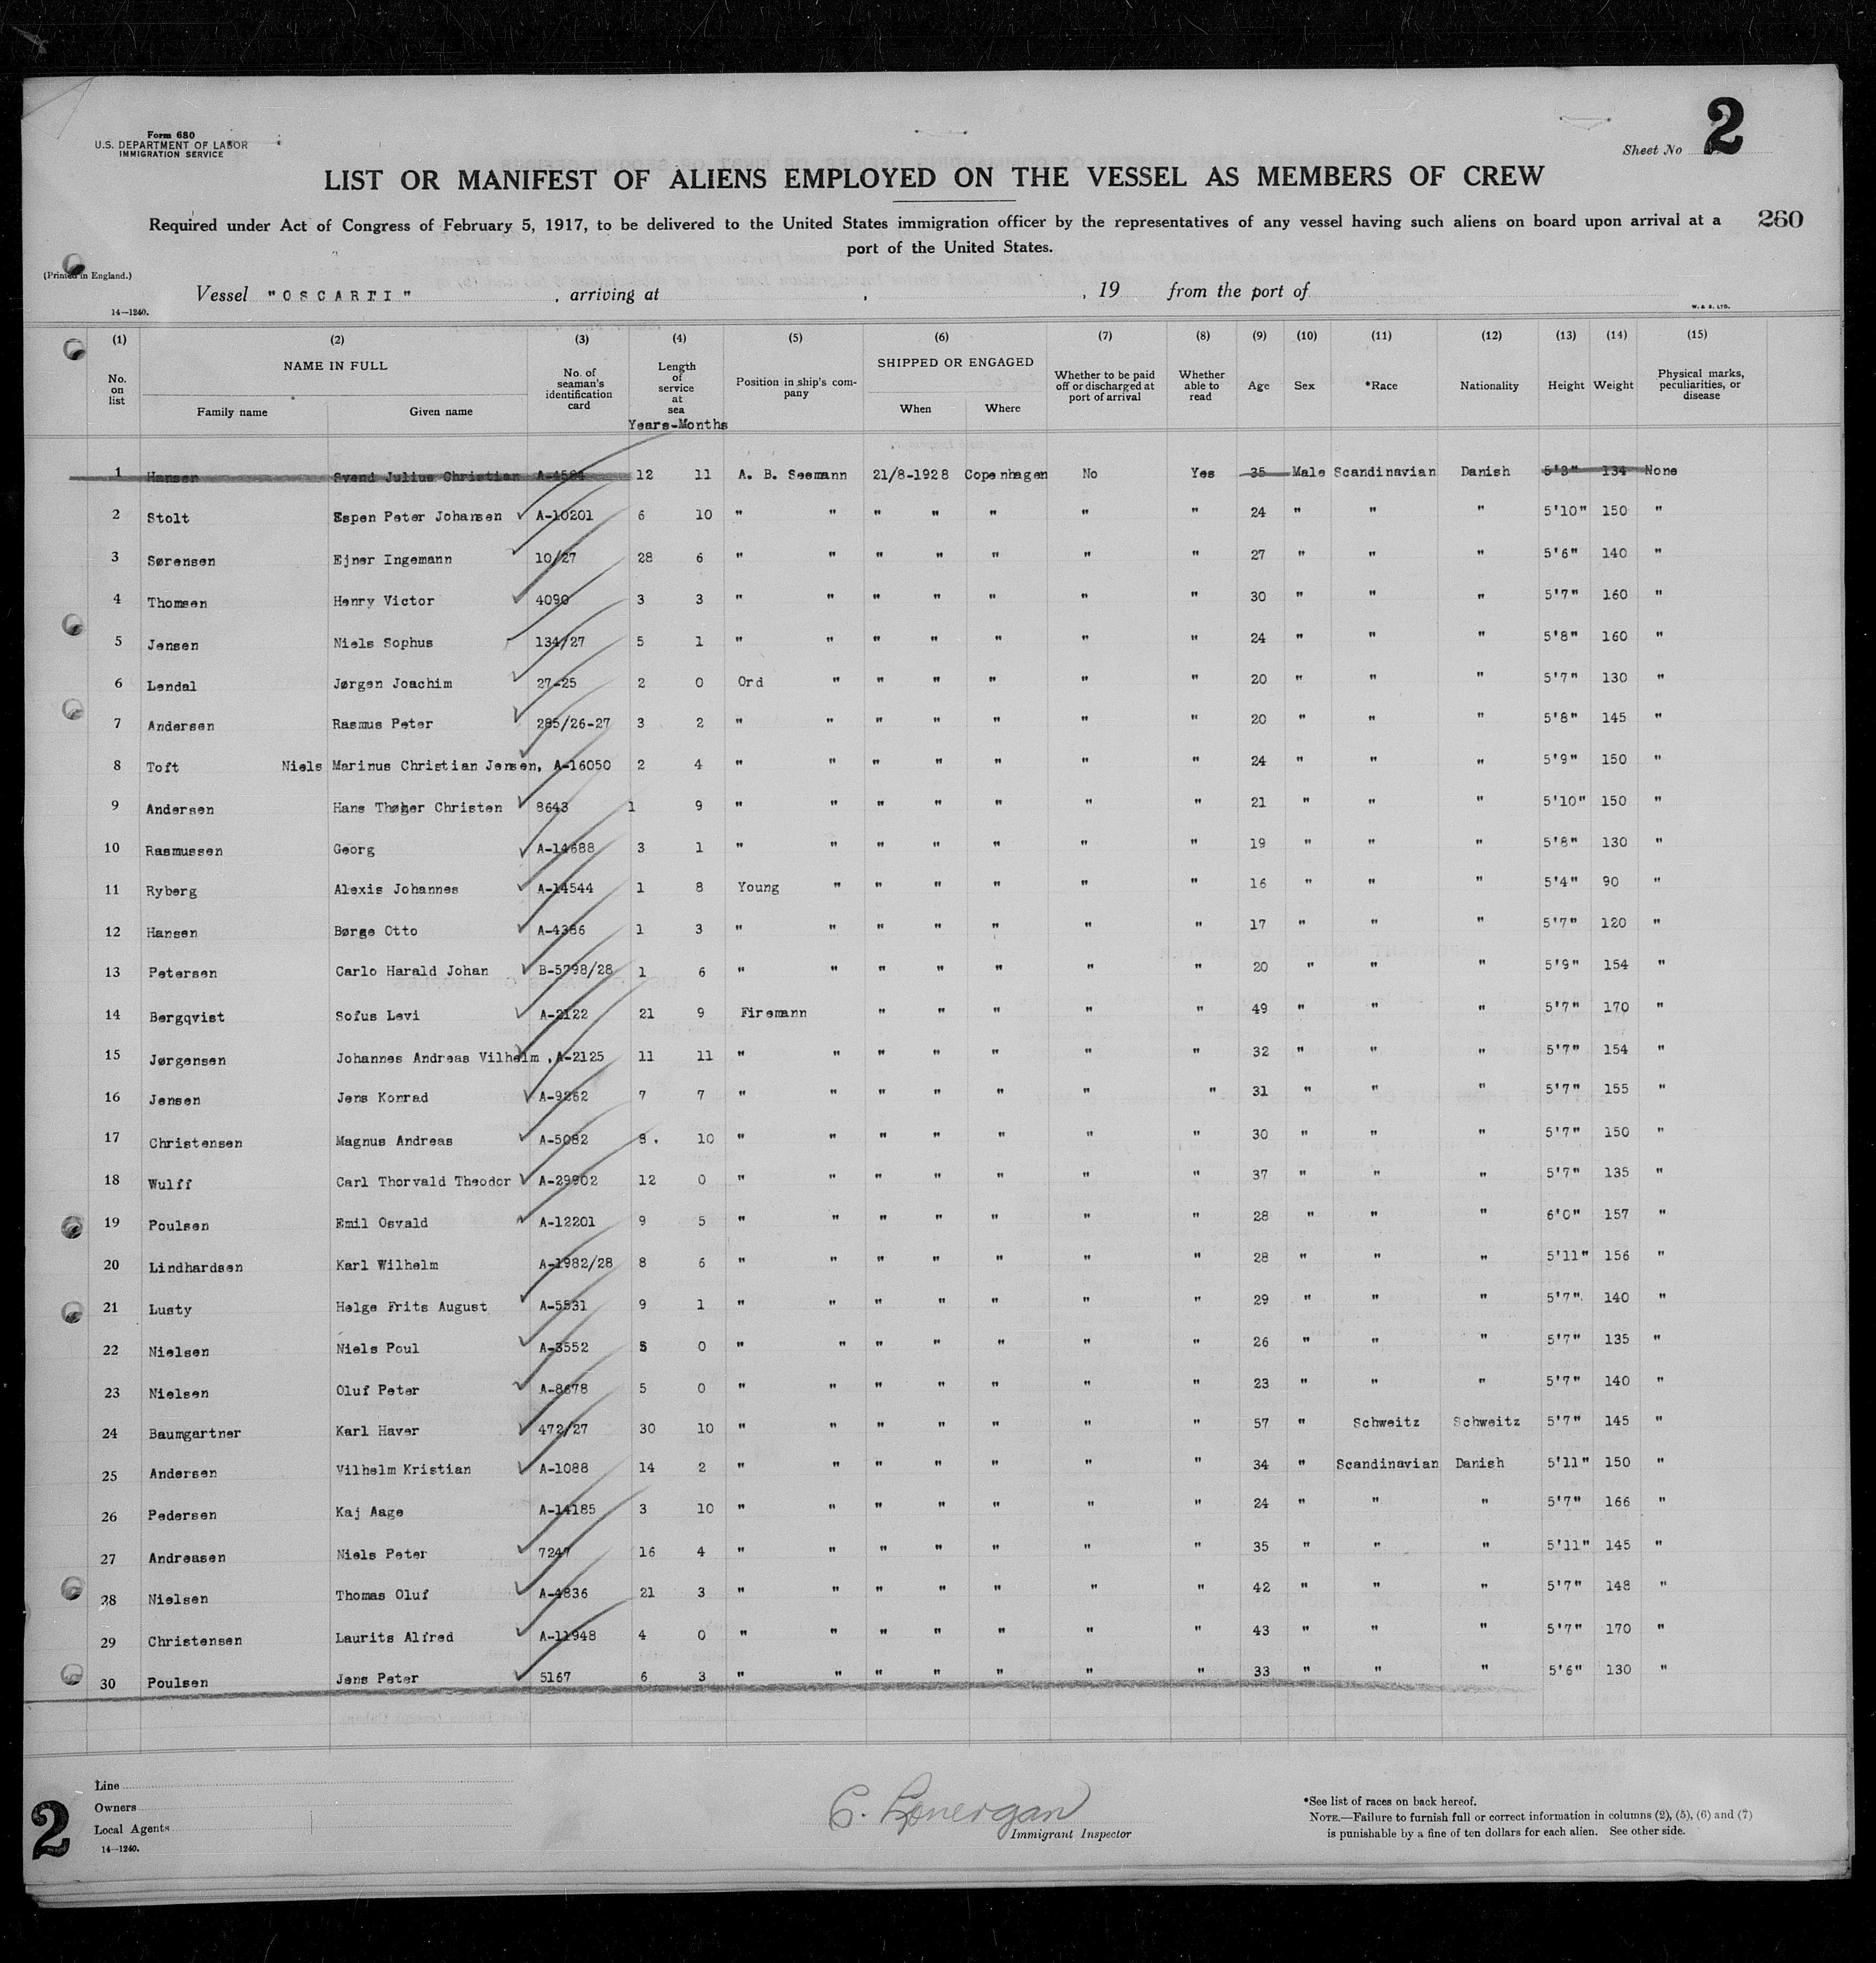 Form 680
U.S. DEPARTMENT OF LABOR
IMMIGRATION SERVICE
Sheet No 2
LIST OR MANIFEST OF ALIENS EMPLOYED ON THE VESSEL AS MEMBERS OF CREW
Required under Act of Congress of February 5, 1917, to be delivered to the United States immigration officer by the representatives of any vessel having such aliens on board upon arrival at a 260
port of the United States.
(Printed in England.)
Vessel "OSCARII" , arriving at , , 19 from the port of
14—1240. W. & S. LTD.
(1) (2) (3) (4) (5) (6) (7) (8) (9) (10) (11) (12) (13) (14) (15)
No. on list NAME IN FULL Family name Given name No. of seaman's identification card Length of service at sea Years-Months Position in ship's company SHIPPED OR ENGAGED When Where Whether to be paid off or discharged at port of arrival Whether able to read Age Sex *Race Nationality Height Weight Physical marks, peculiarities, or disease
1 Hansen Svend Julius Christian A-4584 12 11 A. B. Seemann 21/8-1928 Copenhagen No Yes 35 Male Scandinavian Danish 5'3" 134 None
2 Stolt Espen Peter Johansen A-10201 6 10 " " " " " " " 24 " " " 5'10" 150 "
3 Sørensen Ejner Ingemann 10/27 28 6 " " " " " " " 27 " " " 5'6" 140 "
4 Thomsen Henry Victor 4090 3 3 " " " " " " " 30 " " " 5'7" 160 "
5 Jensen Niels Sophus 134/27 5 1 " " " " " " " 24 " " " 5'8" 160 "
6 Lendal Jørgen Joachim 27-25 2 0 Ord " " " " " " 20 " " " 5'7" 130 "
7 Andersen Rasmus Peter 285/26-27 3 2 " " " " " " " 20 " " " 5'8" 145 "
8 Toft Niels Marinus Christian Jensen, A-16050 2 4 " " " " " " " 24 " " " 5'9" 150 "
9 Andersen Hans Thøger Christen 8643 1 9 " " " " " " " 21 " " " 5'10" 150 "
10 Rasmussen Georg A-14688 3 1 " " " " " " " 19 " " " 5'8" 130 "
11 Ryberg Alexis Johannes A-14544 1 8 Young " " " " " " 16 " " " 5'4" 90 "
12 Hansen Børge Otto A-4386 1 3 " " " " " " " 17 " " " 5'7" 120 "
13 Petersen Carlo Harald Johan B-5798/28 1 6 " " " " " " " 20 " " " 5'9" 154 "
14 Bergqvist Sofus Levi A-2122 21 9 Firemann " " " " " 49 " " " 5'7" 170 "
15 Jørgensen Johannes Andreas Vilhelm, A-2125 11 11 " " " " " " " 32 " " " 5'7" 154 "
16 Jensen Jens Konrad A-9262 7 7 " " " " " " " 31 " " " 5'7" 155 "
17 Christensen Magnus Andreas A-5082 8. 10 " " " " " " " 30 " " " 5'7" 150 "
18 Wulff Carl Thorvald Theodor A-29902 12 0 " " " " " " " 37 " " " 5'7" 135 "
19 Poulsen Emil Osvald A-12201 9 5 " " " " " " " 28 " " " 6'0" 157 "
20 Lindhardsen Karl Wilhelm A-1982/28 8 6 " " " " " " " 28 " " " 5'11" 156 "
21 Lusty Helge Frits August A-5531 9 1 " " " " " " " 29 " " " 5'7" 140 "
22 Nielsen Niels Poul A-3552 5 0 " " " " " " " 26 " " " 5'7" 135 "
23 Nielsen Oluf Peter A-8678 5 0 " " " " " " " 23 " " " 5'7" 140 "
24 Baumgartner Karl Haver 472/27 30 10 " " " " " " " 57 " Schweitz Schweitz 5'7" 145 "
25 Andersen Vilhelm Kristian A-1088 14 2 " " " " " " " 34 " Scandinavian Danish 5'11" 150 "
26 Pedersen Kaj Aage A-14185 3 10 " " " " " " " 24 " " " 5'7" 166 "
27 Andreasen Niels Peter 7247 16 4 " " " " " " " 35 " " " 5'11" 145 "
28 Nielsen Thomas Oluf A-4836 21 3 " " " " " " " 42 " " " 5'7" 148 "
29 Christensen Laurits Alfred A-11948 4 0 " " " " " " " 43 " " " 5'7" 170 "
30 Poulsen Jens Peter 5167 6 3 " " " " " " " 33 " " " 5'6" 130 "
Line
Owners
Local Agents
14—1240.
2
C. Lonergan
Immigrant Inspector
*See list of races on back hereof.
NOTE.—Failure to furnish full or correct information in columns (2), (5), (6) and (7)
is punishable by a fine of ten dollars for each alien. See other side.